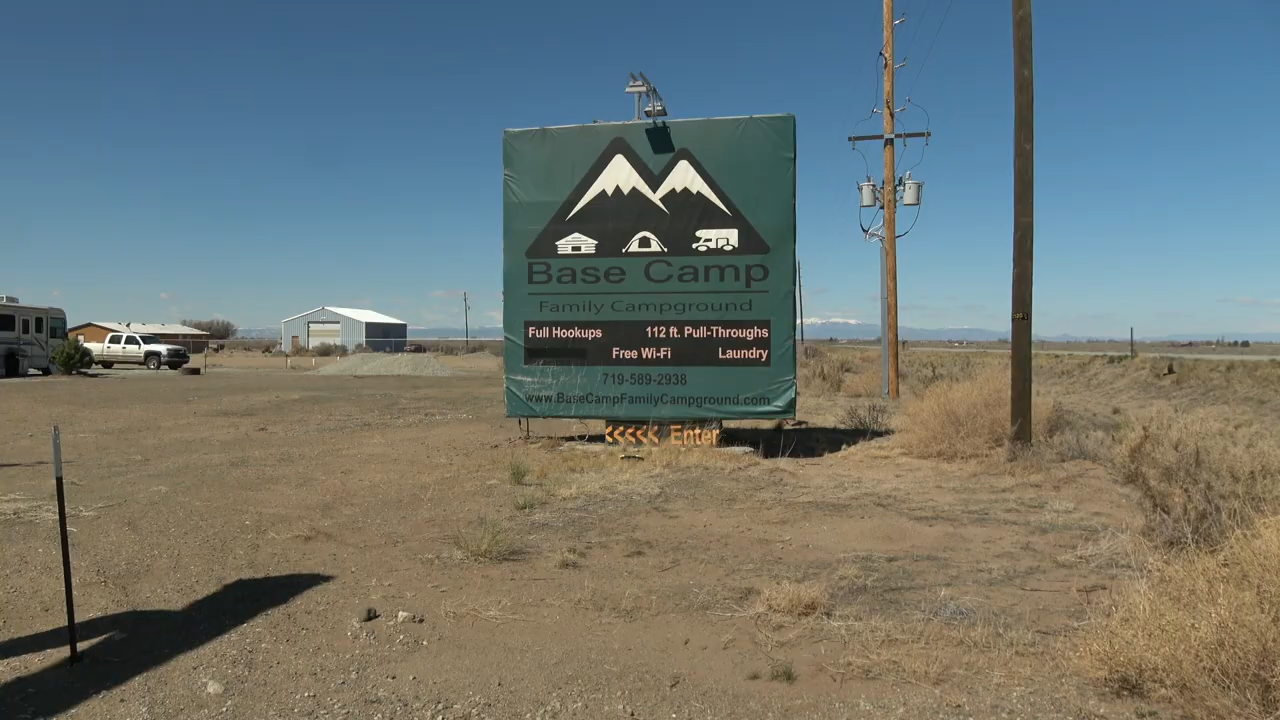 Base Camp
Family Campground
Full Hookups 112 ft. Pull-Throughs
Free Wi-Fi Laundry
719-589-2938
www.BaseCampFamilyCampground.com
<<<<< Enter